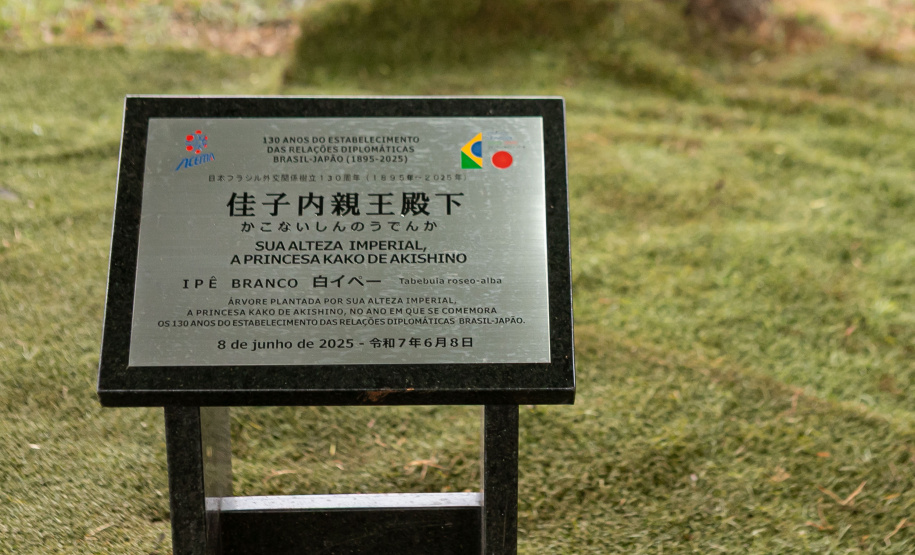 ACEMA
130 ANOS DO ESTABELECIMENTO
DAS RELAÇÕES DIPLOMÁTICAS
BRASIL-JAPÃO (1895-2025)
日本ブラジル外交関係樹立130周年（1895年～2025年）
佳子内親王殿下
かこないしんのうでんか
SUA ALTEZA IMPERIAL,
A PRINCESA KAKO DE AKISHINO
IPÊ BRANCO 白イペー Tabebuia roseo-alba
ÁRVORE PLANTADA POR SUA ALTEZA IMPERIAL,
A PRINCESA KAKO DE AKISHINO, NO ANO EM QUE SE COMEMORA
OS 130 ANOS DO ESTABELECIMENTO DAS RELAÇÕES DIPLOMÁTICAS BRASIL-JAPÃO.
8 de junho de 2025 - 令和7年6月8日